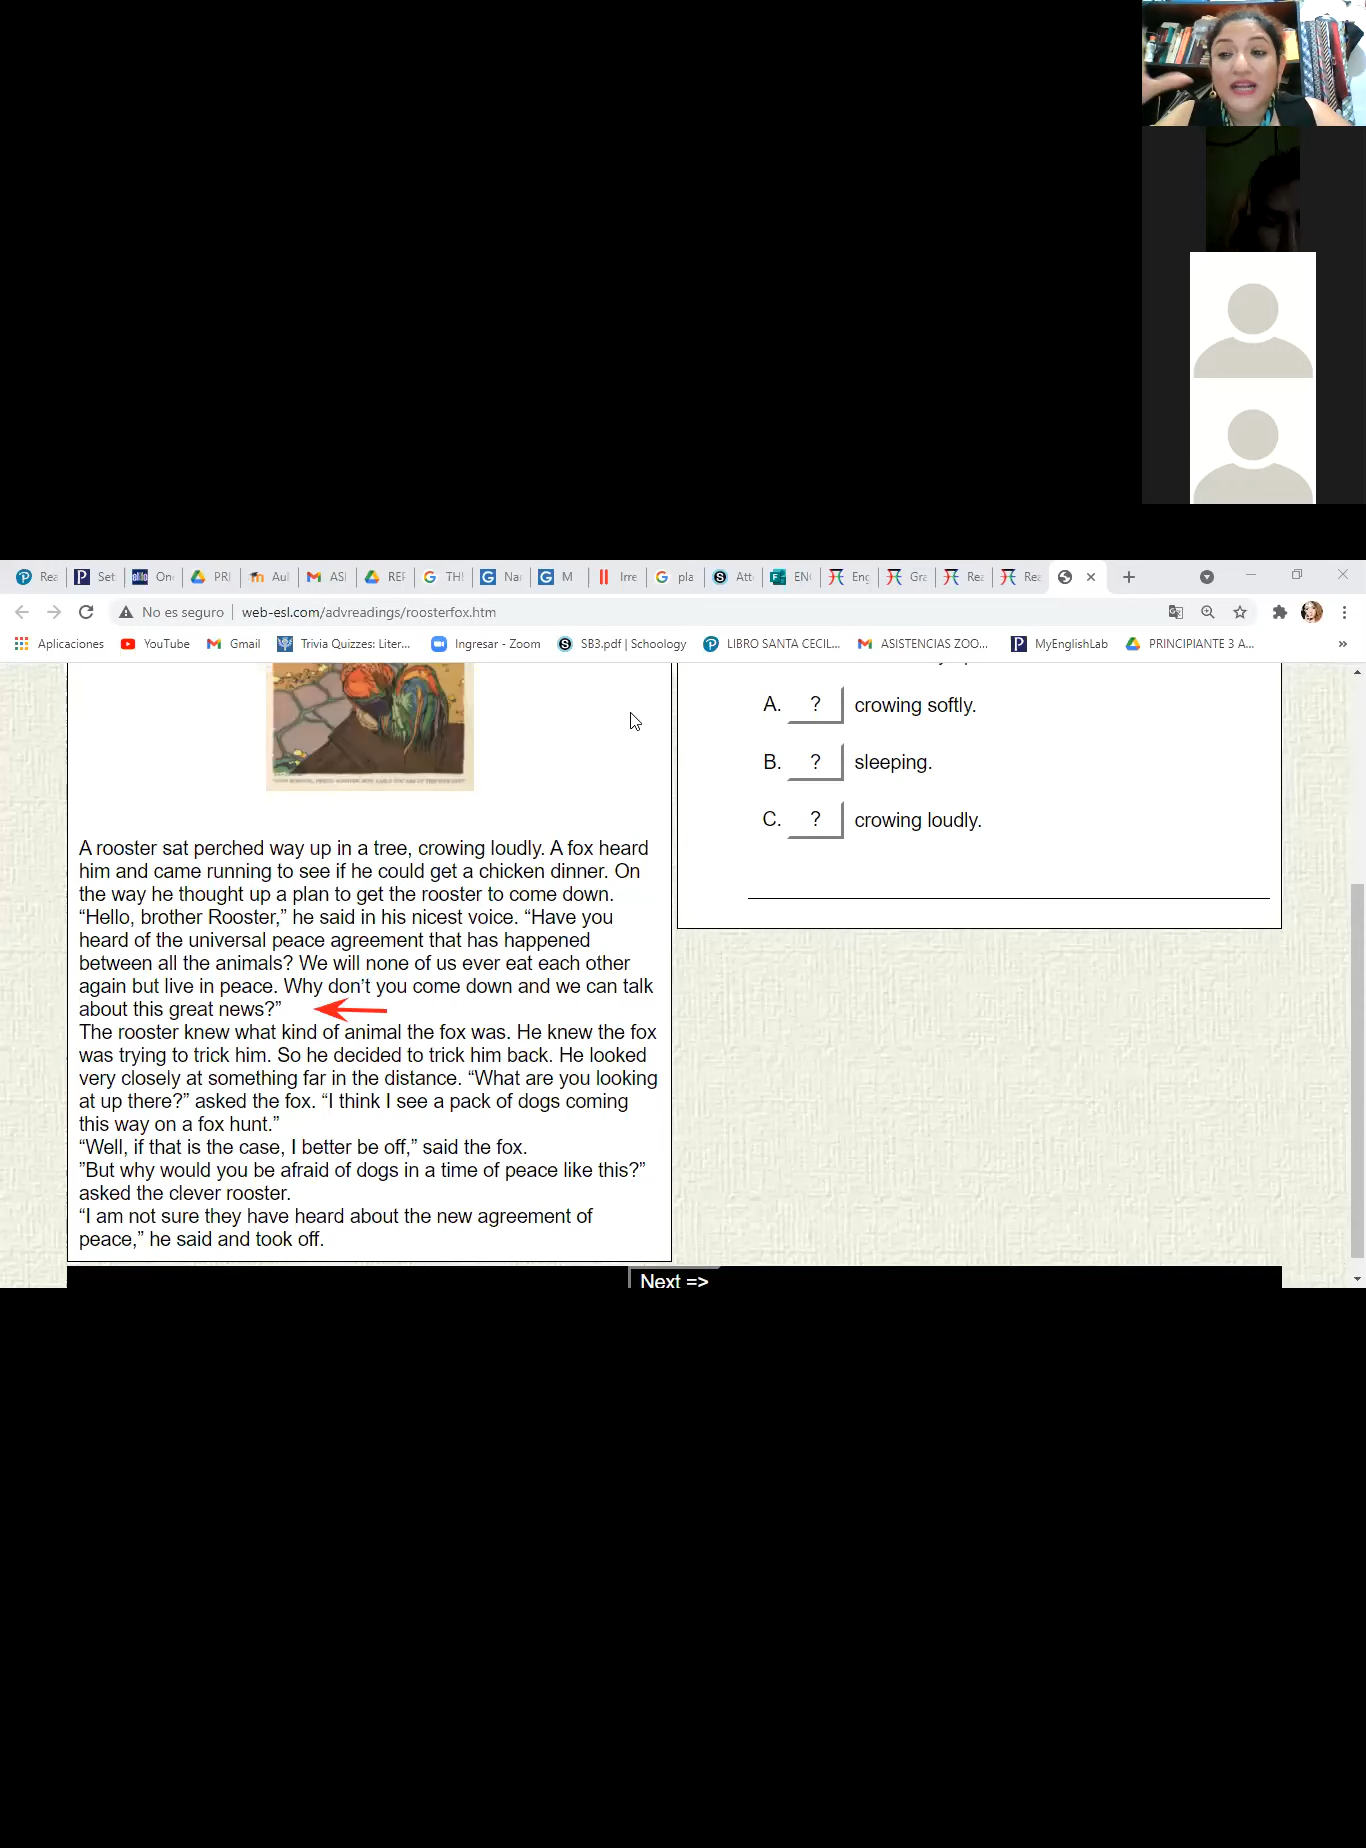 Rea Set On PRI Aul ASI REF TH Nar M Irre pla Att EN Eng Gra Rea Rea
No es seguro web-esl.com/advreadings/roosterfox.htm
Aplicaciones YouTube Gmail Trivia Quizzes: Liter... Ingresar - Zoom SB3.pdf | Schoology LIBRO SANTA CECIL... ASISTENCIAS ZOO... MyEnglishLab PRINCIPIANTE 3 A... »
A rooster sat perched way up in a tree, crowing loudly. A fox heard
him and came running to see if he could get a chicken dinner. On
the way he thought up a plan to get the rooster to come down.
“Hello, brother Rooster,” he said in his nicest voice. “Have you
heard of the universal peace agreement that has happened
between all the animals? We will none of us ever eat each other
again but live in peace. Why don’t you come down and we can talk
about this great news?”
The rooster knew what kind of animal the fox was. He knew the fox
was trying to trick him. So he decided to trick him back. He looked
very closely at something far in the distance. “What are you looking
at up there?” asked the fox. “I think I see a pack of dogs coming
this way on a fox hunt.”
“Well, if that is the case, I better be off,” said the fox.
”But why would you be afraid of dogs in a time of peace like this?”
asked the clever rooster.
“I am not sure they have heard about the new agreement of
peace,” he said and took off.
A. ? crowing softly.
B. ? sleeping.
C. ? crowing loudly.
Next =>